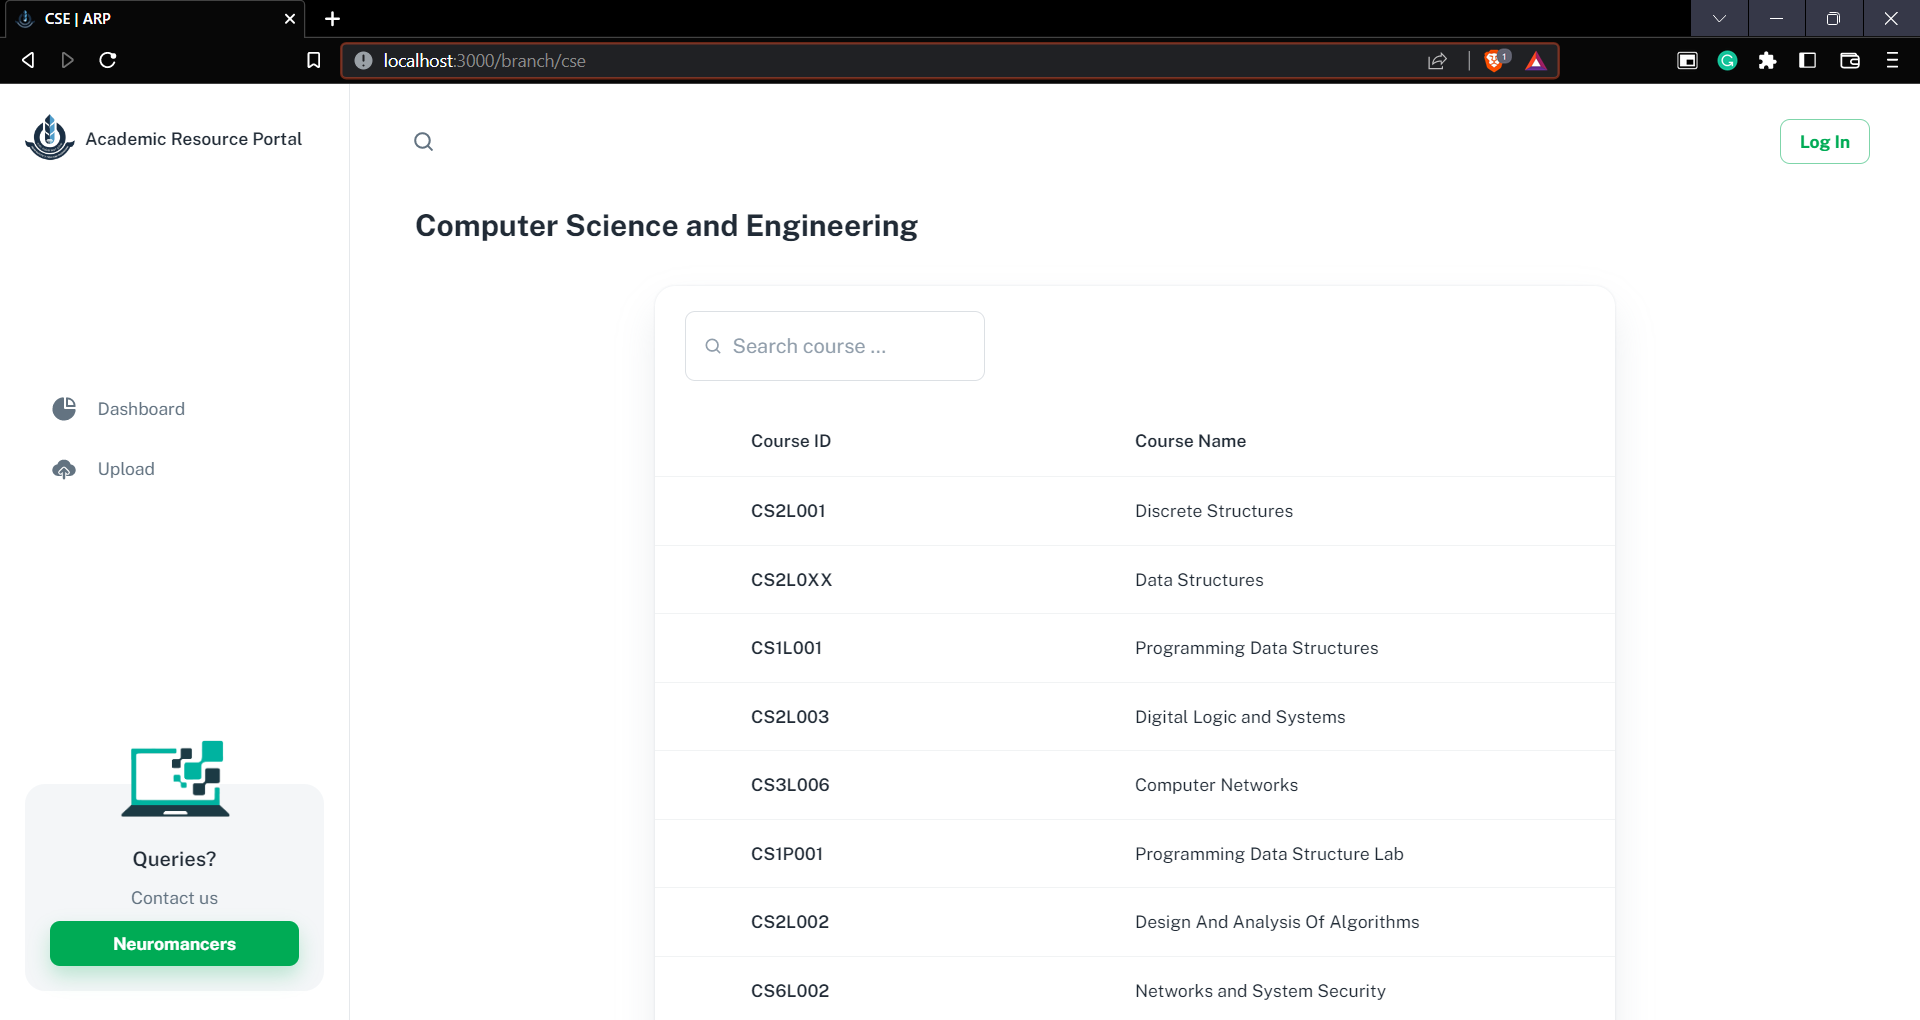 CSE | ARP
localhost:3000/branch/cse
1
Academic Resource Portal
Log In
Computer Science and Engineering
Search course ...
Dashboard
Upload
Course ID Course Name
CS2L001 Discrete Structures
CS2L0XX Data Structures
CS1L001 Programming Data Structures
CS2L003 Digital Logic and Systems
CS3L006 Computer Networks
CS1P001 Programming Data Structure Lab
CS2L002 Design And Analysis Of Algorithms
CS6L002 Networks and System Security
Queries?
Contact us
Neuromancers